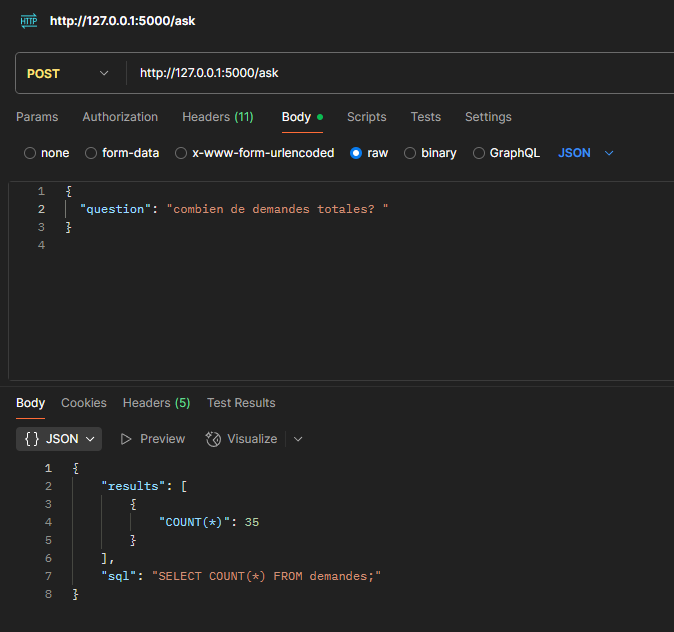 HTTP http://127.0.0.1:5000/ask
POST http://127.0.0.1:5000/ask
Params Authorization Headers (11) Body Scripts Tests Settings
none form-data x-www-form-urlencoded raw binary GraphQL JSON
1 {
2 "question": "combien de demandes totales? "
3 }
4
Body Cookies Headers (5) Test Results
{} JSON Preview Visualize
1 {
2 "results": [
3 {
4 "COUNT(*)": 35
5 }
6 ],
7 "sql": "SELECT COUNT(*) FROM demandes;"
8 }